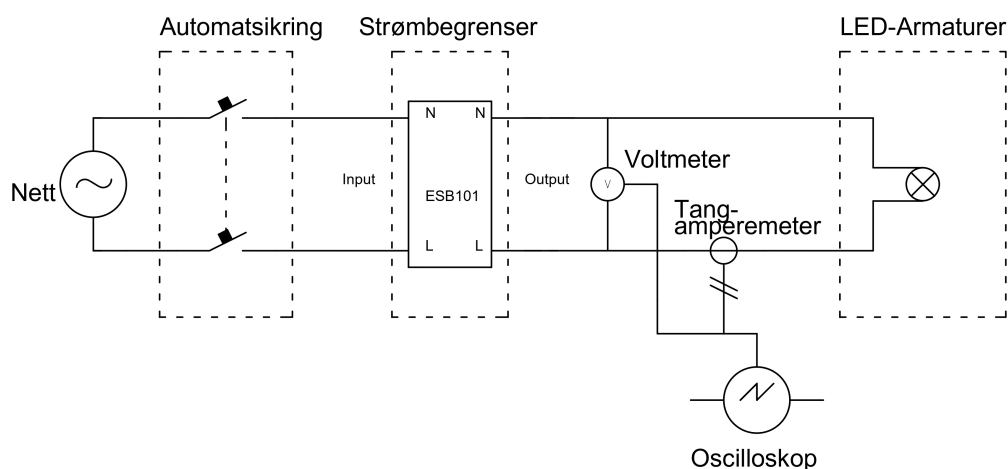 Automatsikring
Strømbegrenser
LED-Armaturer
N N
Voltmeter
Input
Output
V
Nett
ESB101
Tang-
amperemeter
L L
Oscilloskop